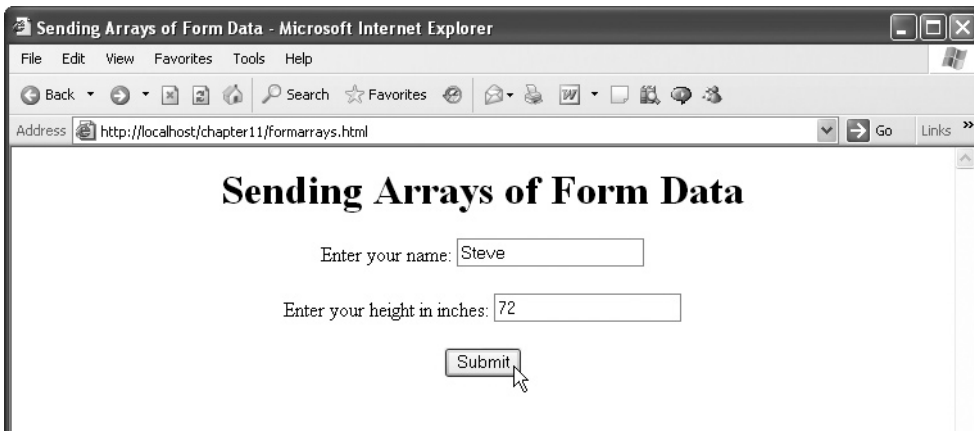 Sending Arrays of Form Data - Microsoft Internet Explorer
File Edit View Favorites Tools Help
Back Search Favorites W
Address http://localhost/chapter11/formarrays.html Go Links »
Sending Arrays of Form Data
Enter your name: Steve
Enter your height in inches: 72
Submit